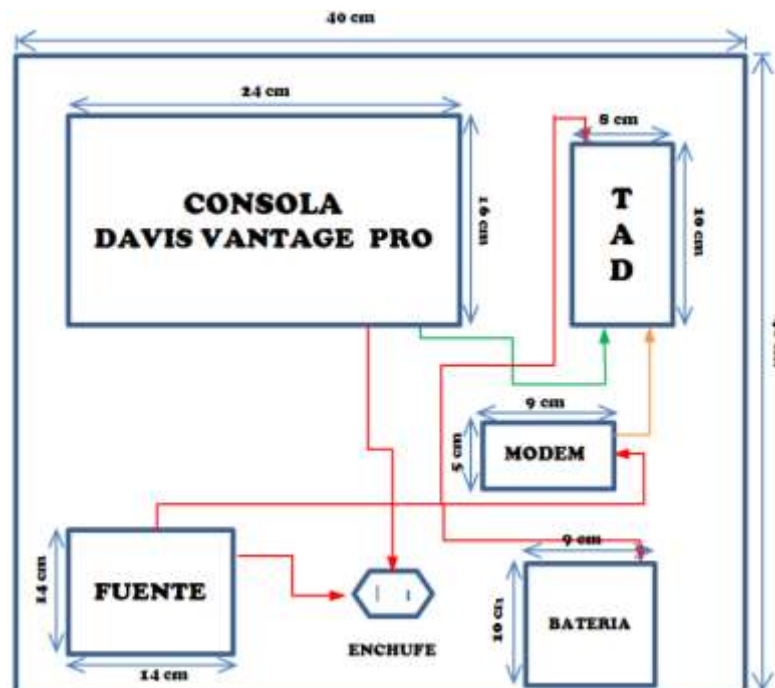 40 cm
24 cm
8 cm
CONSOLA
DAVIS VANTAGE PRO
16 cm
T
A
D
10 cm
9 cm
5 cm
MODEM
14 cm
FUENTE
14 cm
ENCHUFE
9 cm
10 cm
BATERIA